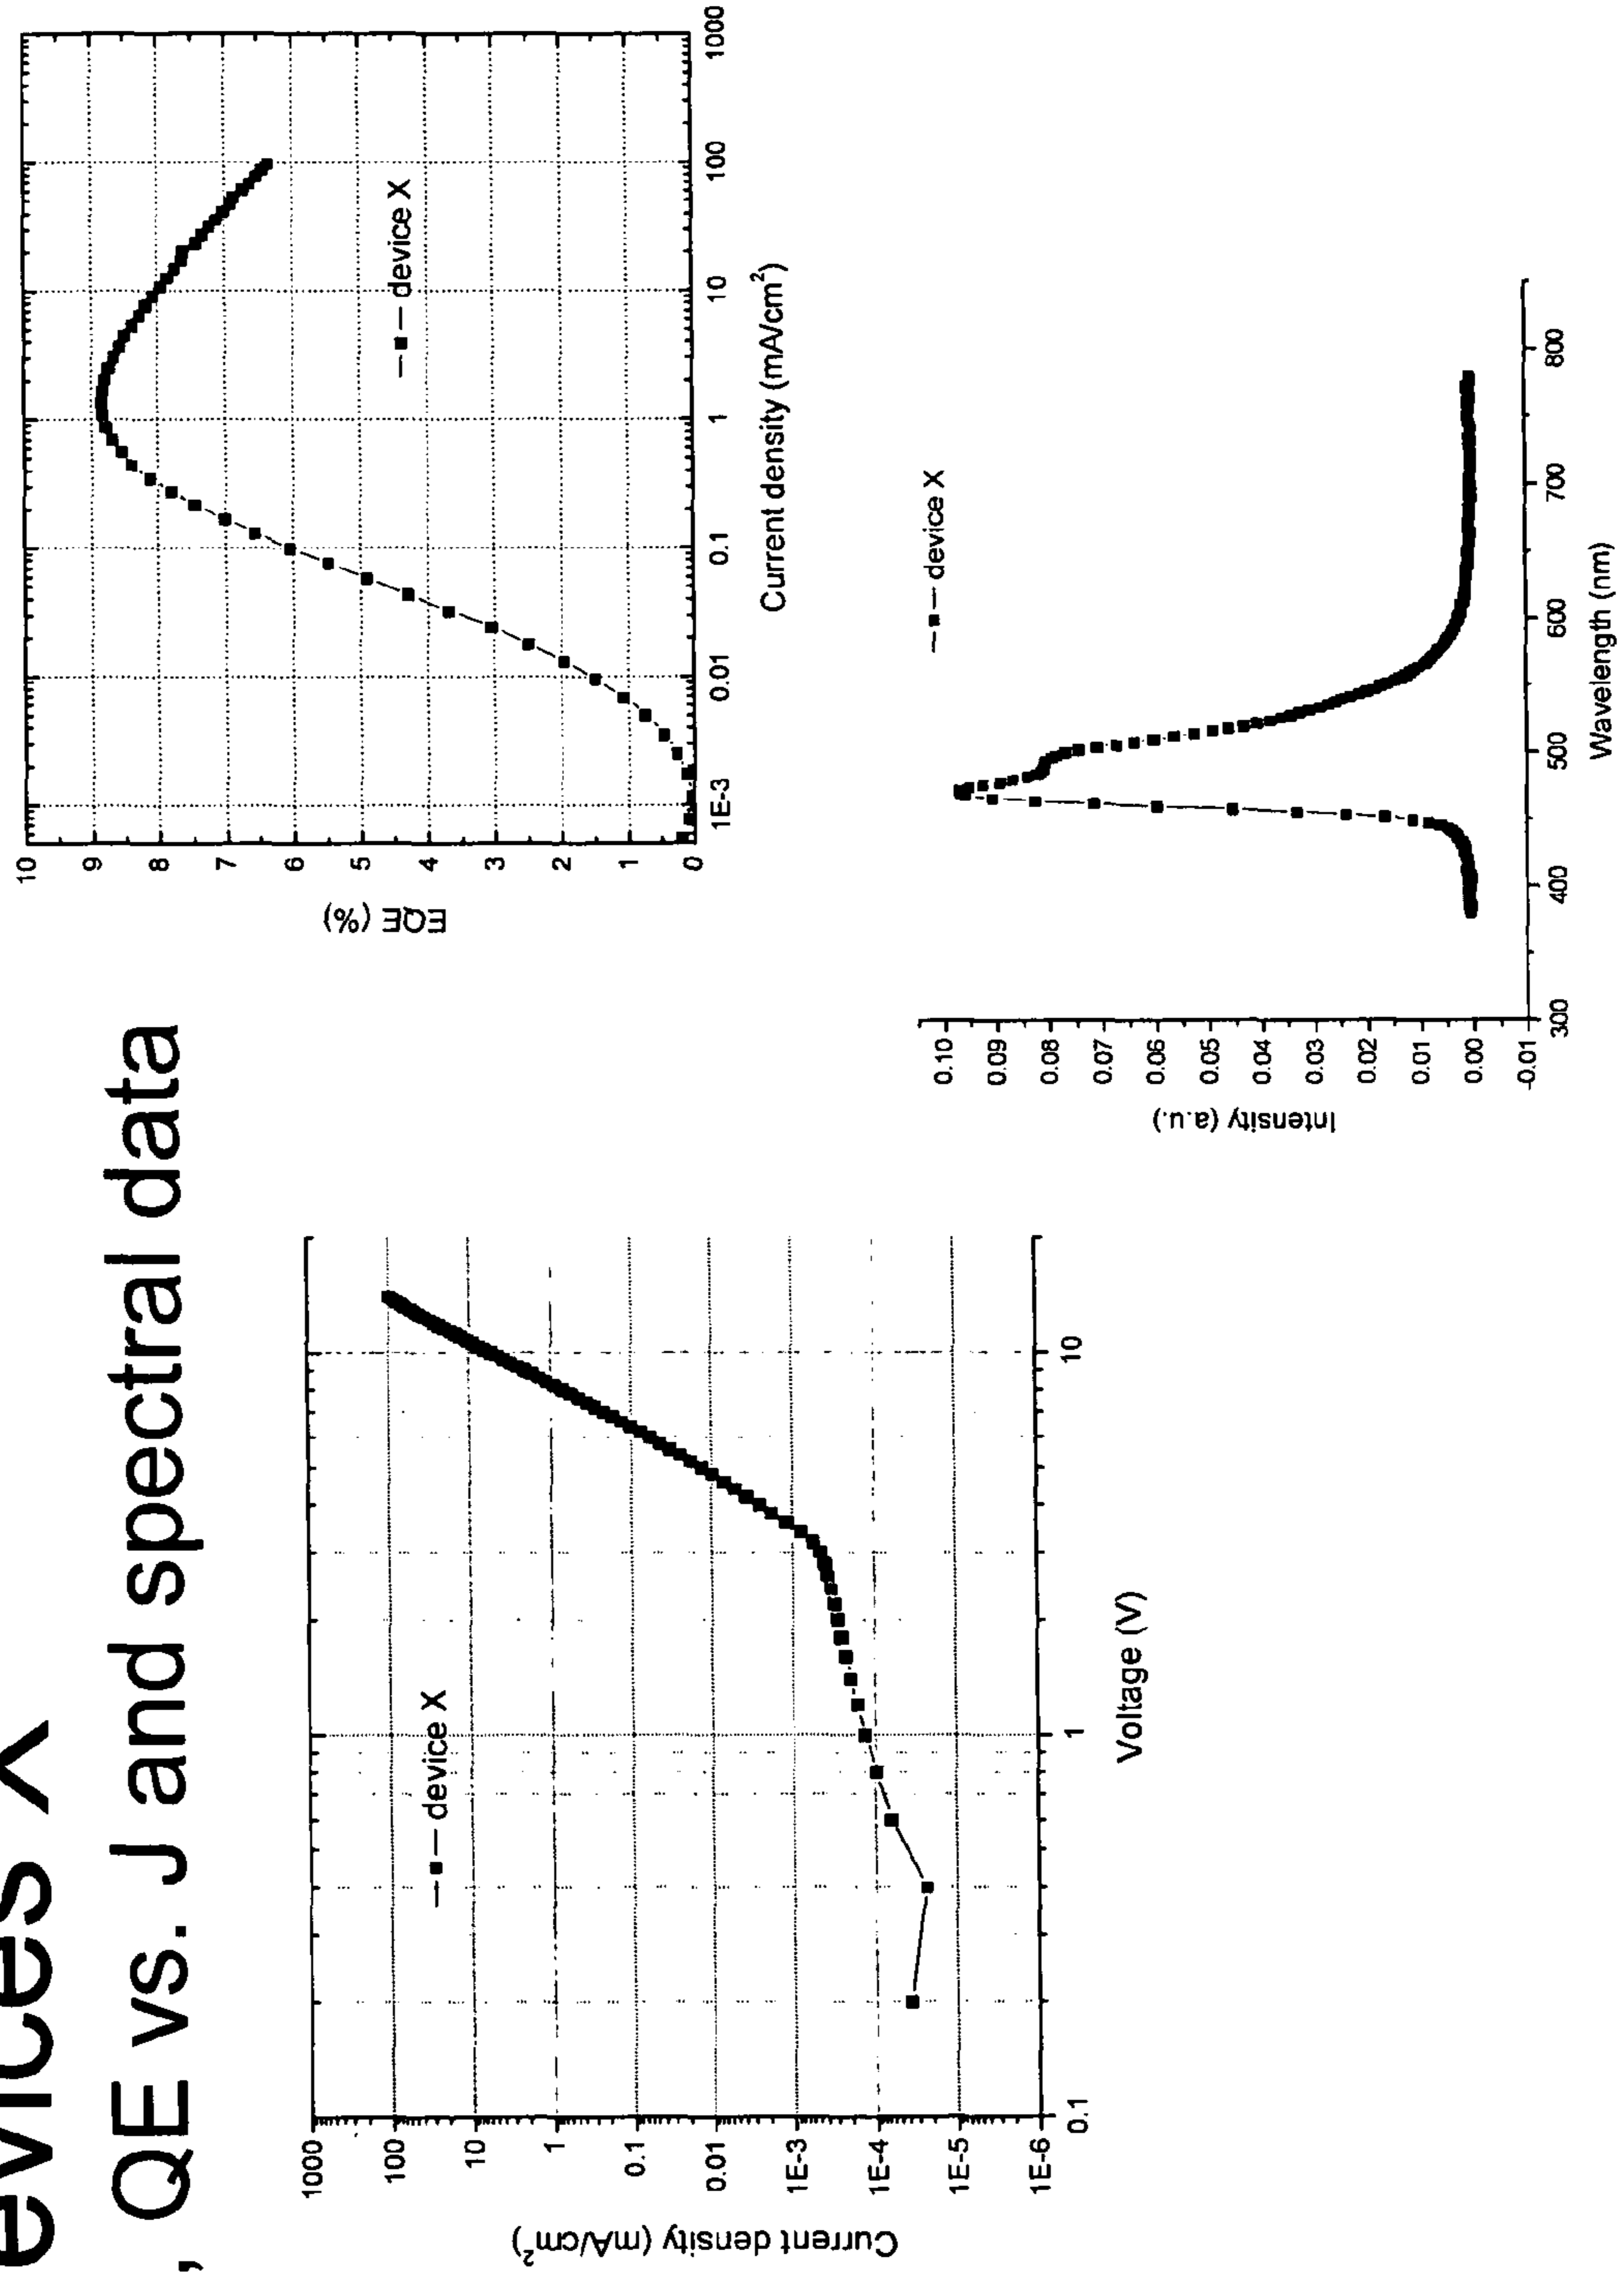 evices X
, QE vs. J and spectral data
Current density (mA/cm²)
1000
100
10
1
0.1
0.01
1E-3
1E-4
1E-5
1E-6
0.1
1
10
Voltage (V)
device X
EQE (%)
10
9
8
7
6
5
4
3
2
1
0
1E-3
0.01
0.1
1
10
100
1000
Current density (mA/cm²)
device X
Intensity (a.u.)
0.10
0.09
0.08
0.07
0.06
0.05
0.04
0.03
0.02
0.01
0.00
-0.01
300
400
500
600
700
800
Wavelength (nm)
device X